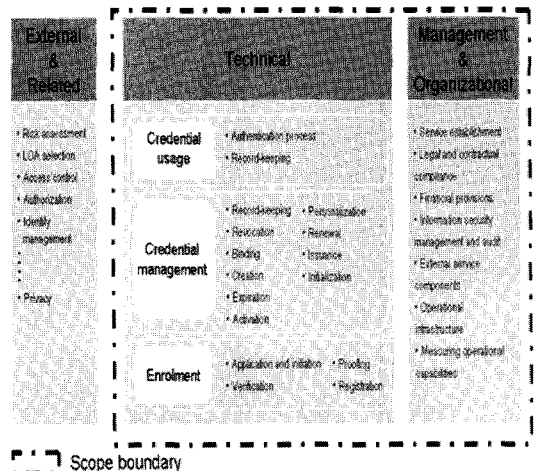 External
&
Related
• Risk assessment
• LOA selection
• Access control
• Authorization
• Identity
management
•
•
•
•
• Privacy
Technical
Credential
usage
• Authentication process
• Record-keeping
Credential
management
• Record-keeping
• Revocation
• Binding
• Creation
• Expiration
• Activation
• Personalization
• Renewal
• Issuance
• Initialization
Enrolment
• Application and initiation
• Verification
• Proofing
• Registration
Management
&
Organizational
• Service establishment
• Legal and contractual
compliance
• Financial provisions
• Information security
management and audit
• External service
components
• Operational
infrastructure
• Measuring operational
capabilities
Scope boundary